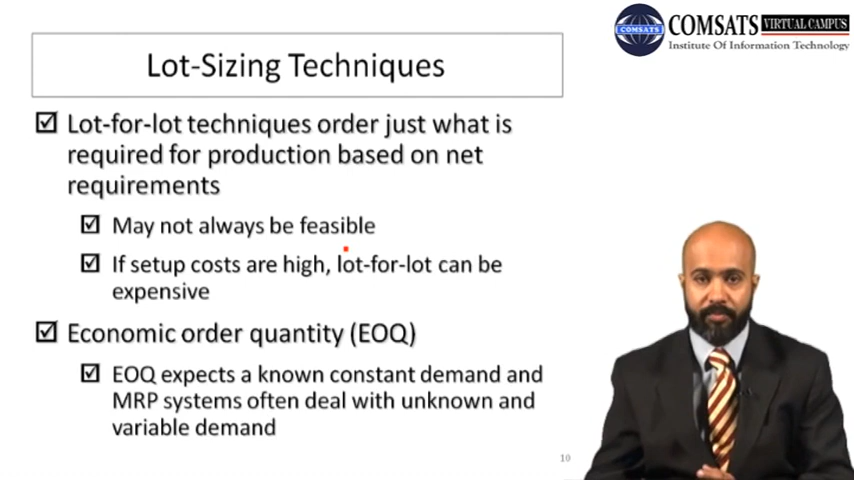 COMSATS VIRTUAL CAMPUS
COMSATS
Institute Of Information Technology
Lot-Sizing Techniques
Lot-for-lot techniques order just what is
required for production based on net
requirements
May not always be feasible
If setup costs are high, lot-for-lot can be
expensive
Economic order quantity (EOQ)
EOQ expects a known constant demand and
MRP systems often deal with unknown and
variable demand
10